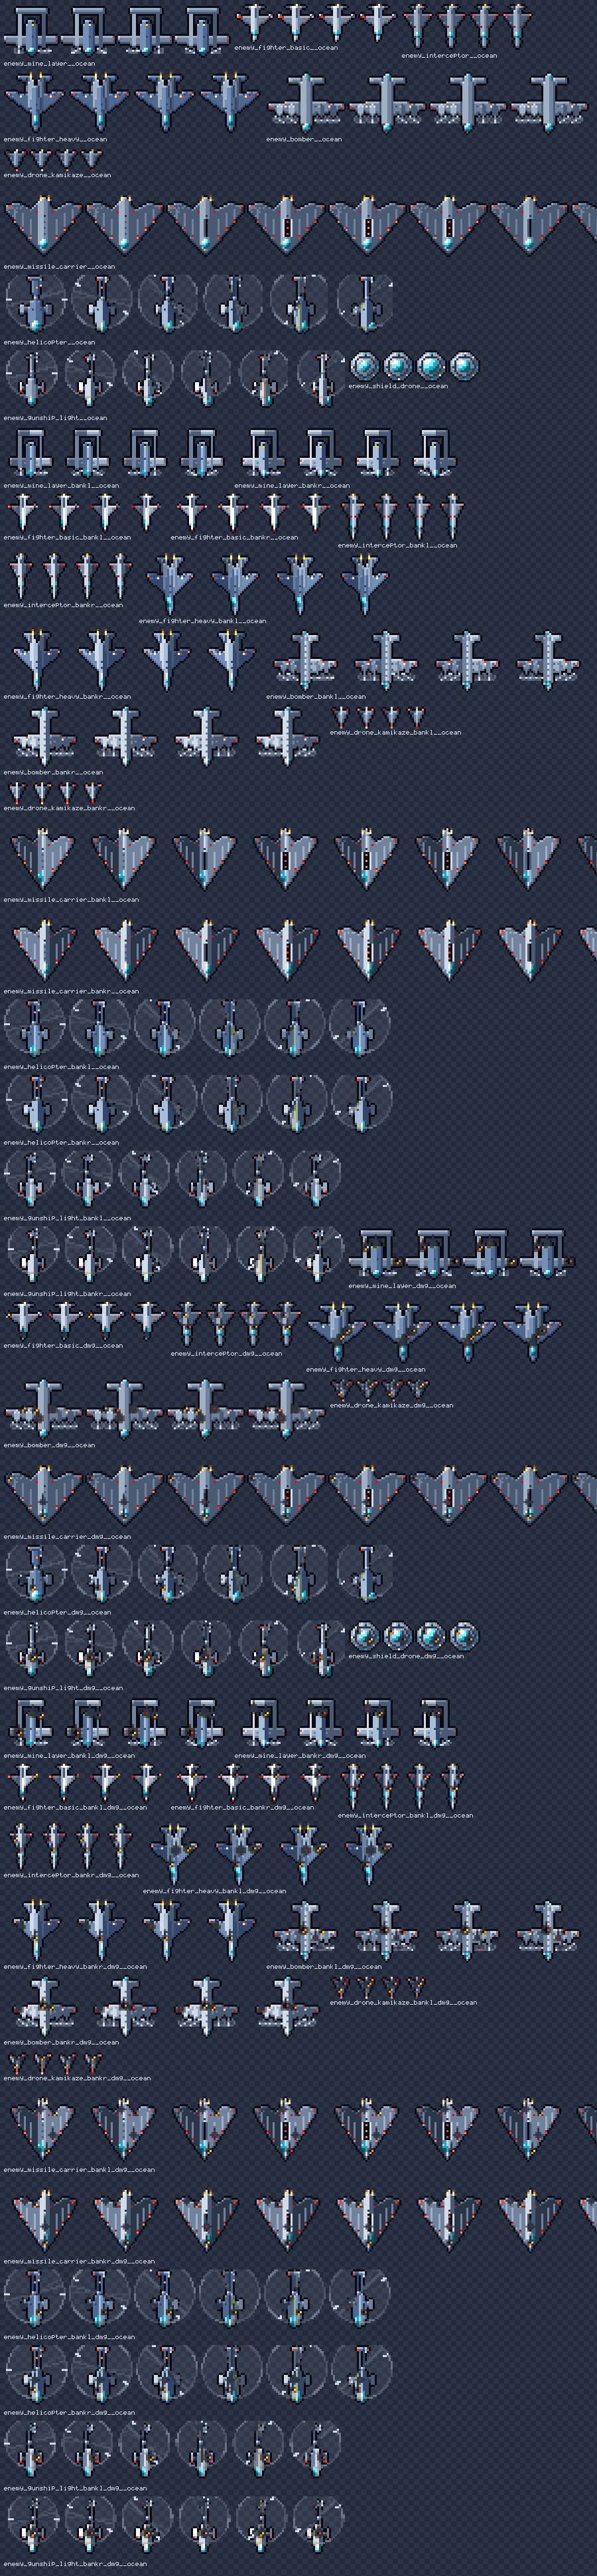 enemy_mine_layer__ocean
enemy_fighter_basic__ocean
enemy_interceptor__ocean
enemy_fighter_heavy__ocean
enemy_bomber__ocean
enemy_drone_kamikaze__ocean
enemy_missile_carrier__ocean
enemy_helicopter__ocean
enemy_gunship_light__ocean
enemy_shield_drone__ocean
enemy_mine_layer_bankl__ocean
enemy_mine_layer_bankr__ocean
enemy_fighter_basic_bankl__ocean
enemy_fighter_basic_bankr__ocean
enemy_interceptor_bankl__ocean
enemy_interceptor_bankr__ocean
enemy_fighter_heavy_bankl__ocean
enemy_fighter_heavy_bankr__ocean
enemy_bomber_bankl__ocean
enemy_bomber_bankr__ocean
enemy_drone_kamikaze_bankl__ocean
enemy_drone_kamikaze_bankr__ocean
enemy_missile_carrier_bankl__ocean
enemy_missile_carrier_bankr__ocean
enemy_helicopter_bankl__ocean
enemy_helicopter_bankr__ocean
enemy_gunship_light_bankl__ocean
enemy_gunship_light_bankr__ocean
enemy_mine_layer_dmg__ocean
enemy_fighter_basic_dmg__ocean
enemy_interceptor_dmg__ocean
enemy_fighter_heavy_dmg__ocean
enemy_bomber_dmg__ocean
enemy_drone_kamikaze_dmg__ocean
enemy_missile_carrier_dmg__ocean
enemy_helicopter_dmg__ocean
enemy_gunship_light_dmg__ocean
enemy_shield_drone_dmg__ocean
enemy_mine_layer_bankl_dmg__ocean
enemy_mine_layer_bankr_dmg__ocean
enemy_fighter_basic_bankl_dmg__ocean
enemy_fighter_basic_bankr_dmg__ocean
enemy_interceptor_bankl_dmg__ocean
enemy_interceptor_bankr_dmg__ocean
enemy_fighter_heavy_bankl_dmg__ocean
enemy_fighter_heavy_bankr_dmg__ocean
enemy_bomber_bankl_dmg__ocean
enemy_bomber_bankr_dmg__ocean
enemy_drone_kamikaze_bankl_dmg__ocean
enemy_drone_kamikaze_bankr_dmg__ocean
enemy_missile_carrier_bankl_dmg__ocean
enemy_missile_carrier_bankr_dmg__ocean
enemy_helicopter_bankl_dmg__ocean
enemy_helicopter_bankr_dmg__ocean
enemy_gunship_light_bankl_dmg__ocean
enemy_gunship_light_bankr_dmg__ocean